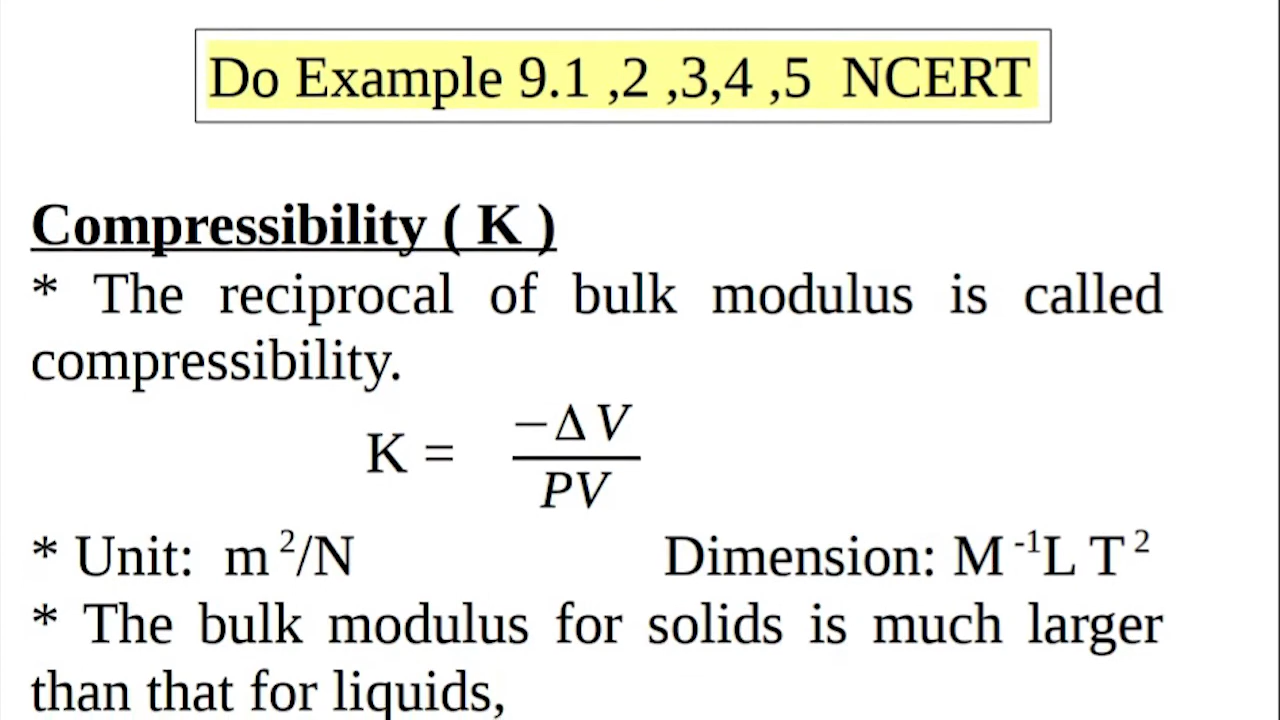 Do Example 9.1 ,2 ,3,4 ,5 NCERT
Compressibility ( K )
* The reciprocal of bulk modulus is called
compressibility.
K = −Δ V / PV
* Unit: m²/N Dimension: M⁻¹L T²
* The bulk modulus for solids is much larger
than that for liquids,